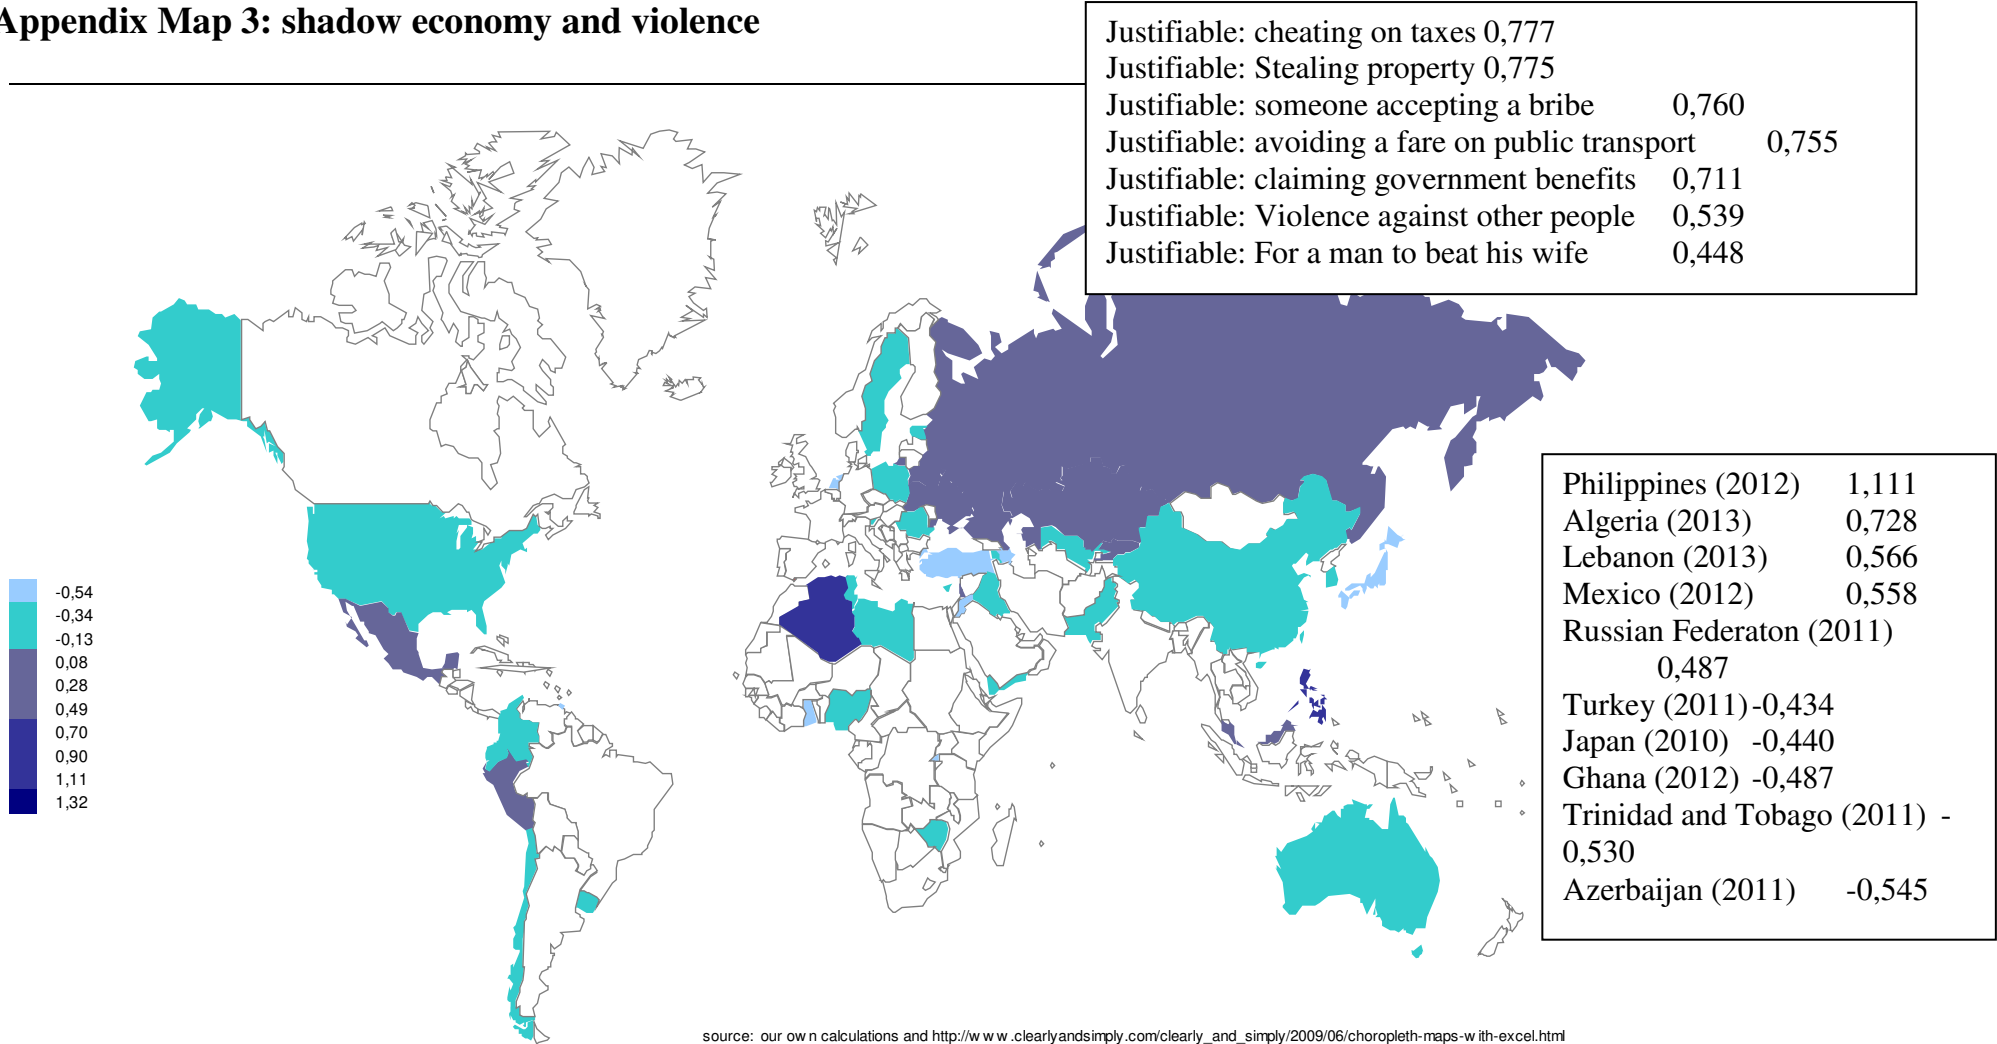 Appendix Map 3: shadow economy and violence
Justifiable: cheating on taxes 0,777
Justifiable: Stealing property 0,775
Justifiable: someone accepting a bribe 0,760
Justifiable: avoiding a fare on public transport 0,755
Justifiable: claiming government benefits 0,711
Justifiable: Violence against other people 0,539
Justifiable: For a man to beat his wife 0,448
Philippines (2012) 1,111
Algeria (2013) 0,728
Lebanon (2013) 0,566
Mexico (2012) 0,558
Russian Federaton (2011)
0,487
Turkey (2011) -0,434
Japan (2010) -0,440
Ghana (2012) -0,487
Trinidad and Tobago (2011) -
0,530
Azerbaijan (2011) -0,545
-0,54
-0,34
-0,13
0,08
0,28
0,49
0,70
0,90
1,11
1,32
source: our own calculations and http://www.clearlyandsimply.com/clearly_and_simply/2009/06/choropleth-maps-with-excel.html